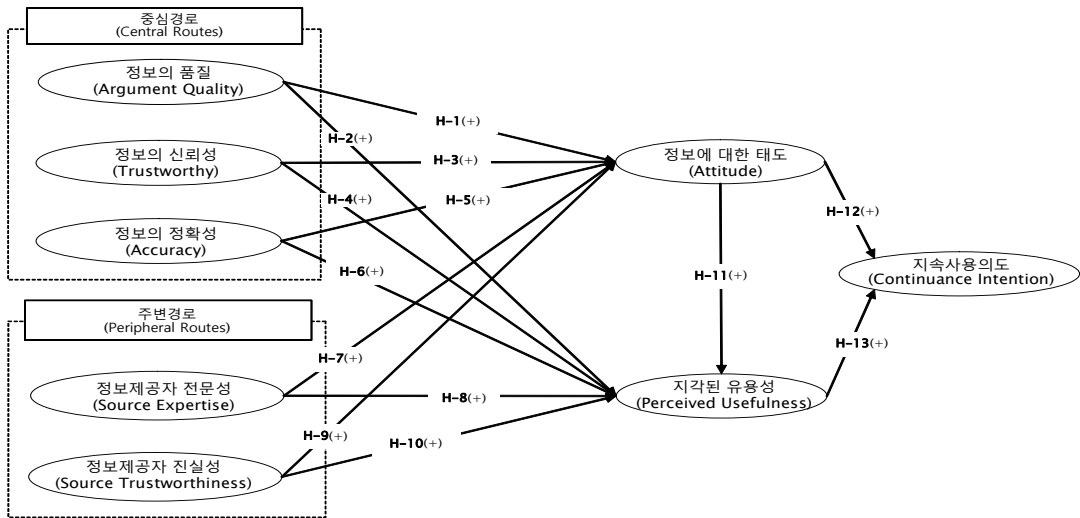 중심경로
(Central Routes)
정보의 품질
(Argument Quality)
정보의 신뢰성
(Trustworthy)
정보의 정확성
(Accuracy)
주변경로
(Peripheral Routes)
정보제공자 전문성
(Source Expertise)
정보제공자 진실성
(Source Trustworthiness)
H-1(+)
H-2(+)
H-3(+)
H-4(+)
H-5(+)
H-6(+)
H-7(+)
H-8(+)
H-9(+)
H-10(+)
정보에 대한 태도
(Attitude)
H-11(+)
지각된 유용성
(Perceived Usefulness)
H-12(+)
H-13(+)
지속사용의도
(Continuance Intention)